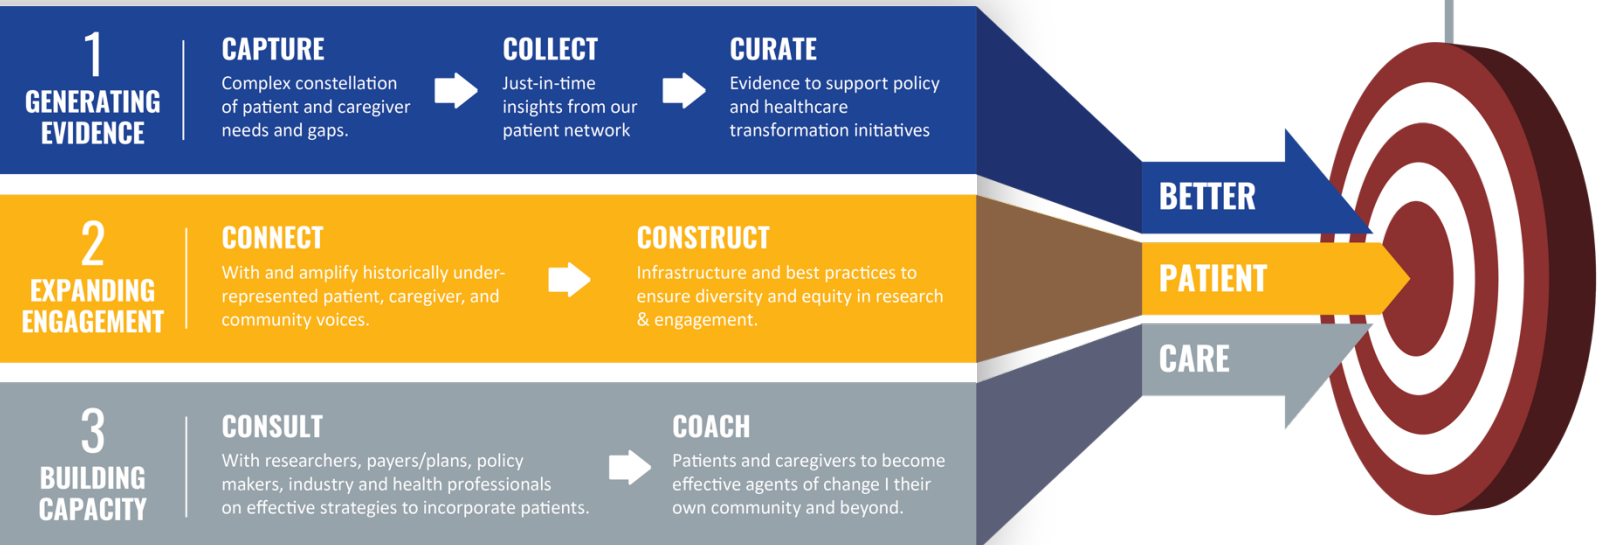 1
GENERATING
EVIDENCE
CAPTURE
Complex constellation
of patient and caregiver
needs and gaps.
COLLECT
Just-in-time
insights from our
patient network
CURATE
Evidence to support policy
and healthcare
transformation initiatives
2
EXPANDING
ENGAGEMENT
CONNECT
With and amplify historically under-
represented patient, caregiver, and
community voices.
CONSTRUCT
Infrastructure and best practices to
ensure diversity and equity in research
& engagement.
3
BUILDING
CAPACITY
CONSULT
With researchers, payers/plans, policy
makers, industry and health professionals
on effective strategies to incorporate patients.
COACH
Patients and caregivers to become
effective agents of change I their
own community and beyond.
BETTER
PATIENT
CARE